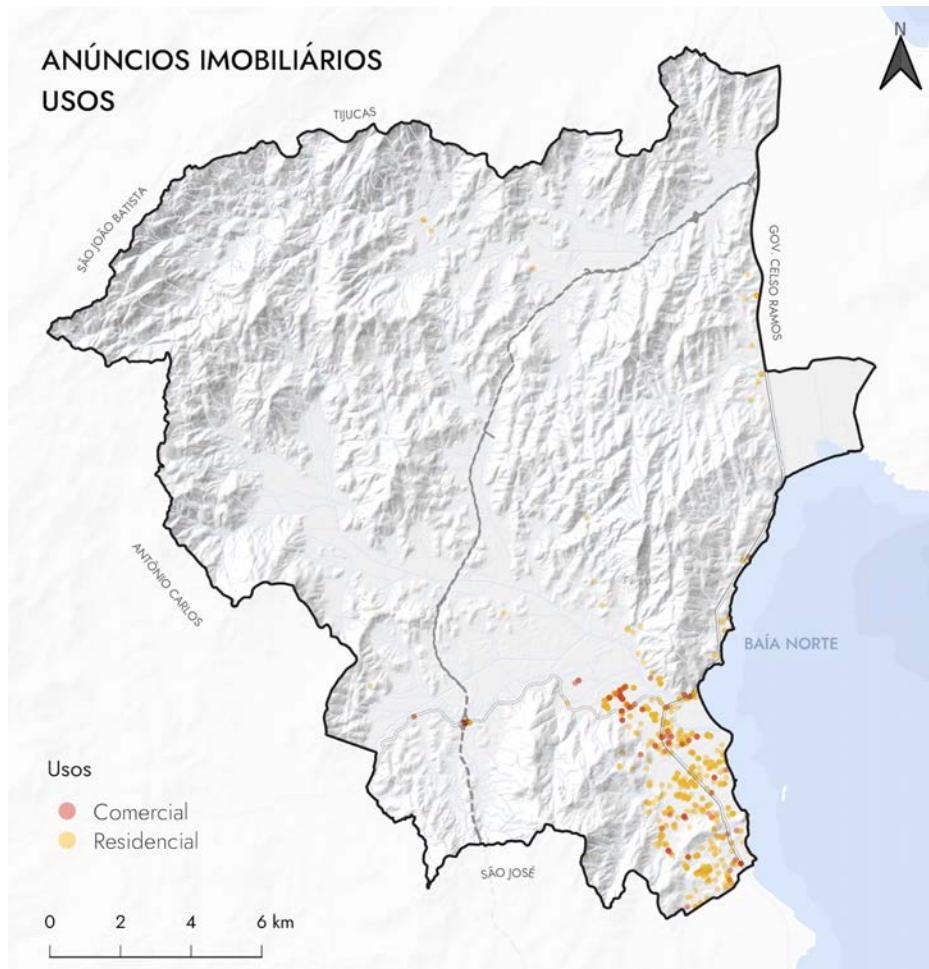 ANÚNCIOS IMOBILIÁRIOS
USOS
N
TIJUCAS
SÃO JOÃO BATISTA
GOV. CELSO RAMOS
ANTÔNIO CARLOS
BAÍA NORTE
Usos
Comercial
Residencial
SÃO JOSÉ
0 2 4 6 km